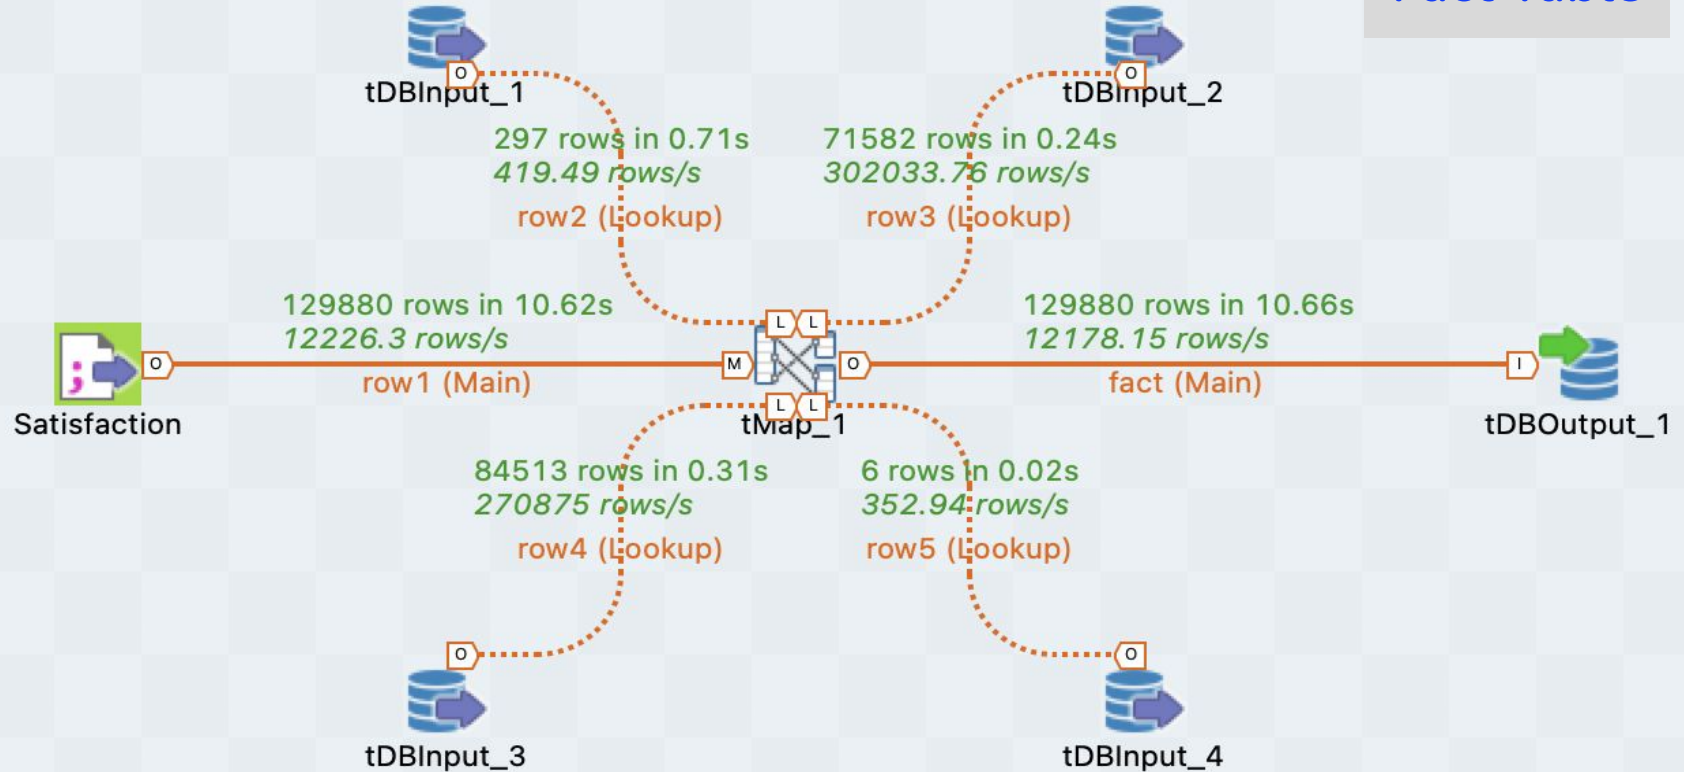 Fact Table
tDBInput_1
tDBInput_2
297 rows in 0.71s
419.49 rows/s
row2 (Lookup)
71582 rows in 0.24s
302033.76 rows/s
row3 (Lookup)
129880 rows in 10.62s
12226.3 rows/s
row1 (Main)
129880 rows in 10.66s
12178.15 rows/s
fact (Main)
O
O
L
L
O
M
O
I
L
L
Satisfaction
tMap_1
tDBOutput_1
84513 rows in 0.31s
270875 rows/s
row4 (Lookup)
6 rows in 0.02s
352.94 rows/s
row5 (Lookup)
O
O
tDBInput_3
tDBInput_4